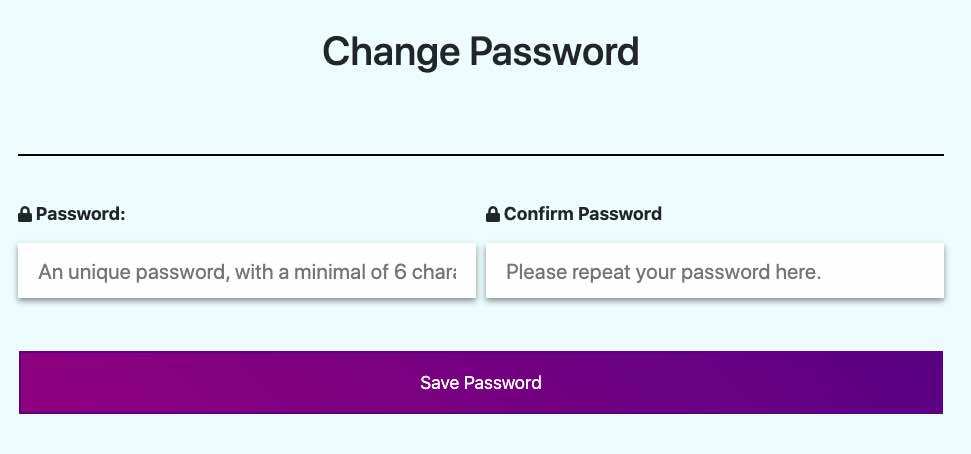 Change Password
Password:
Confirm Password
An unique password, with a minimal of 6 chara
Please repeat your password here.
Save Password